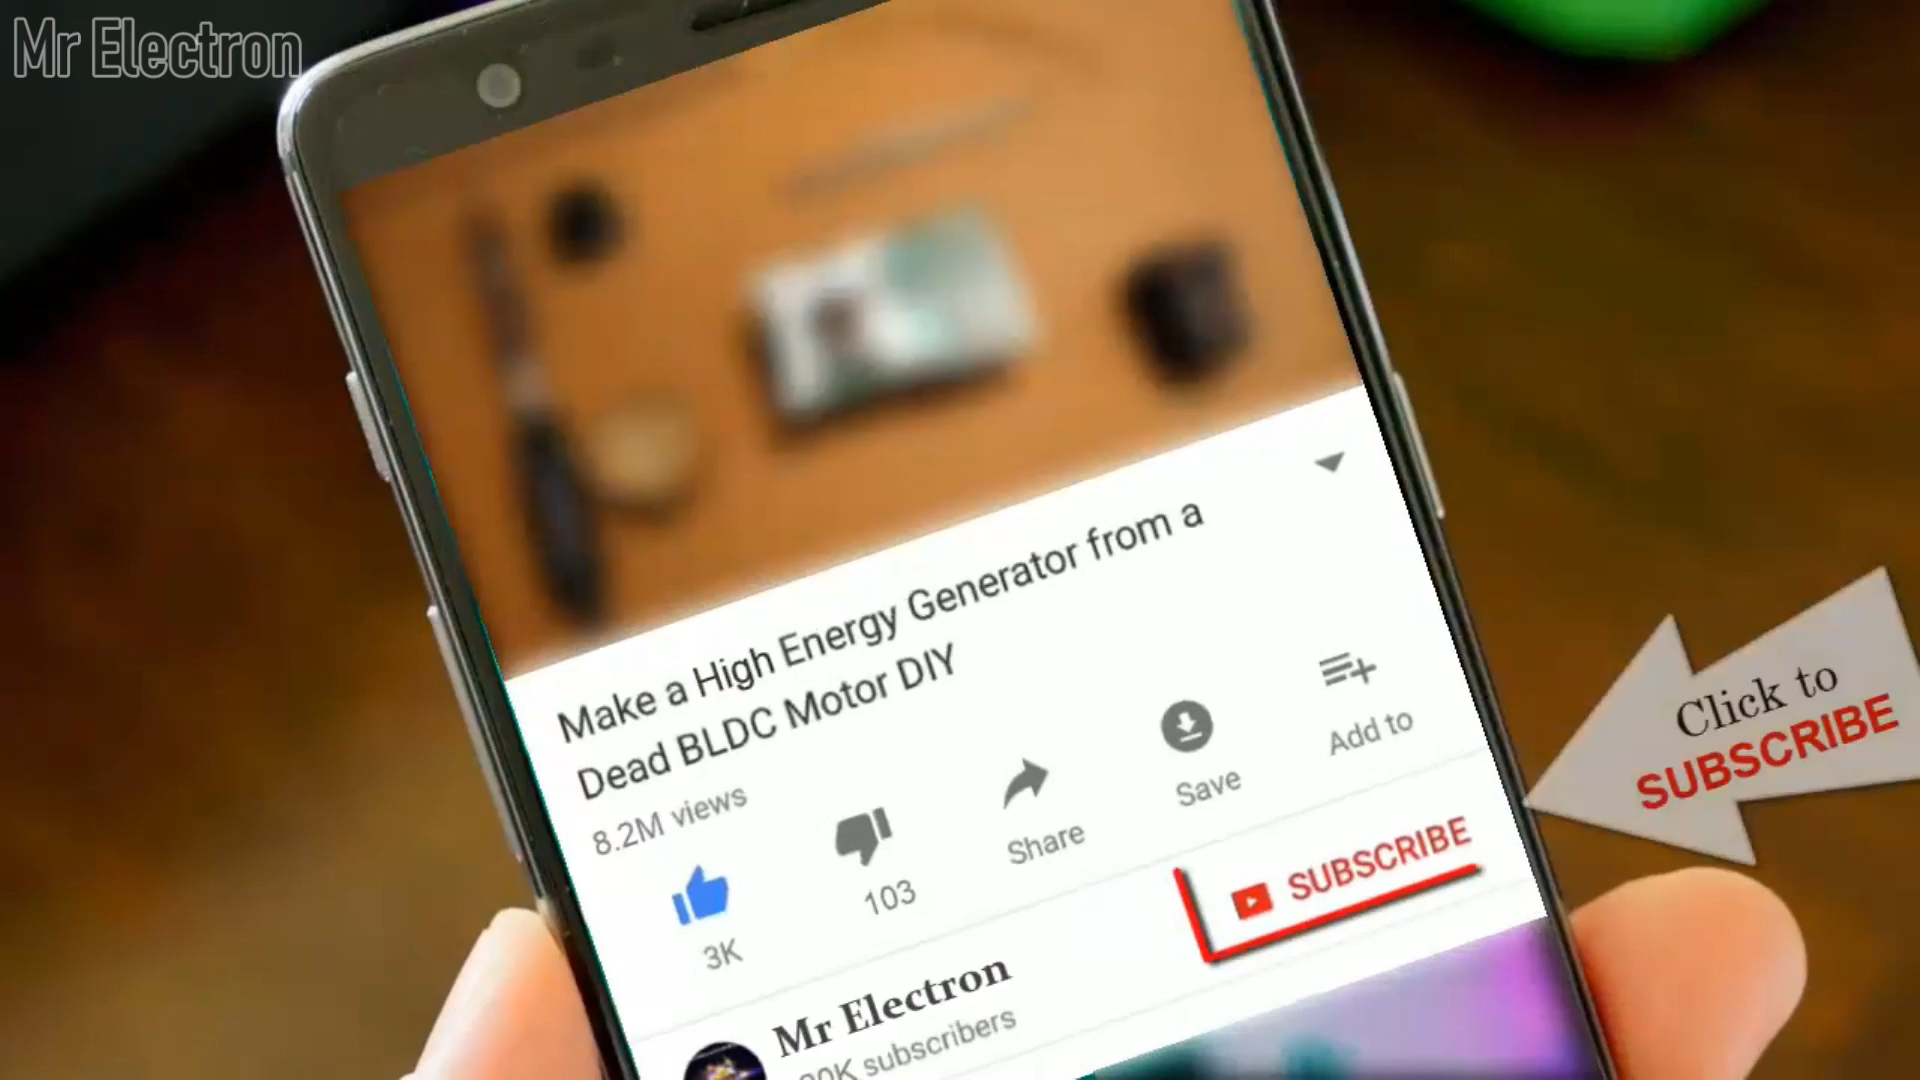 Mr Electron
Make a High Energy Generator from a
Dead BLDC Motor DIY
8.2M views
3K
103
Share
Save
Add to
Click to
SUBSCRIBE
SUBSCRIBE
Mr Electron
subscribers